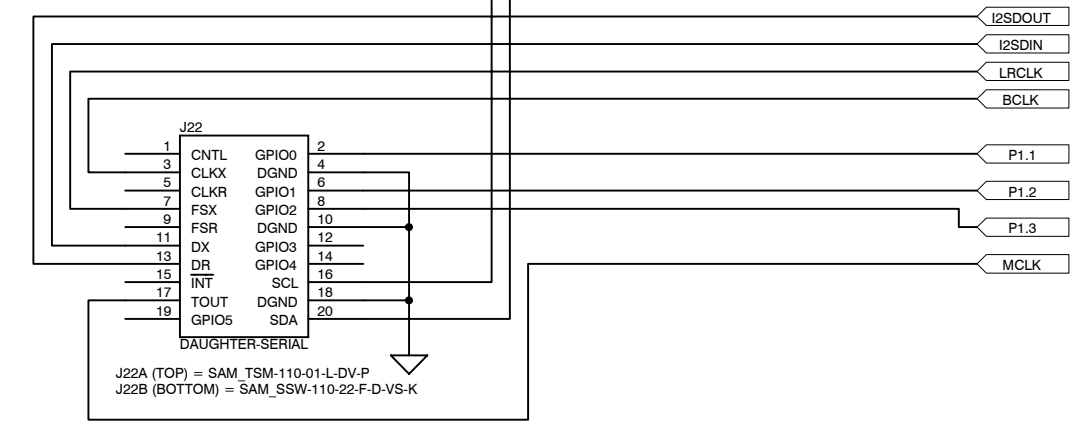 I2SDOUT
I2SDIN
LRCLK
BCLK
J22
1 CNTL GPIO0 2 P1.1
3 CLKX DGND 4
5 CLKR GPIO1 6 P1.2
7 FSX GPIO2 8
9 FSR DGND 10 P1.3
11 DX GPIO3 12
13 DR GPIO4 14 MCLK
15 INT SCL 16
17 TOUT DGND 18
19 GPIO5 SDA 20
DAUGHTER-SERIAL
J22A (TOP) = SAM_TSM-110-01-L-DV-P
J22B (BOTTOM) = SAM_SSW-110-22-F-D-VS-K